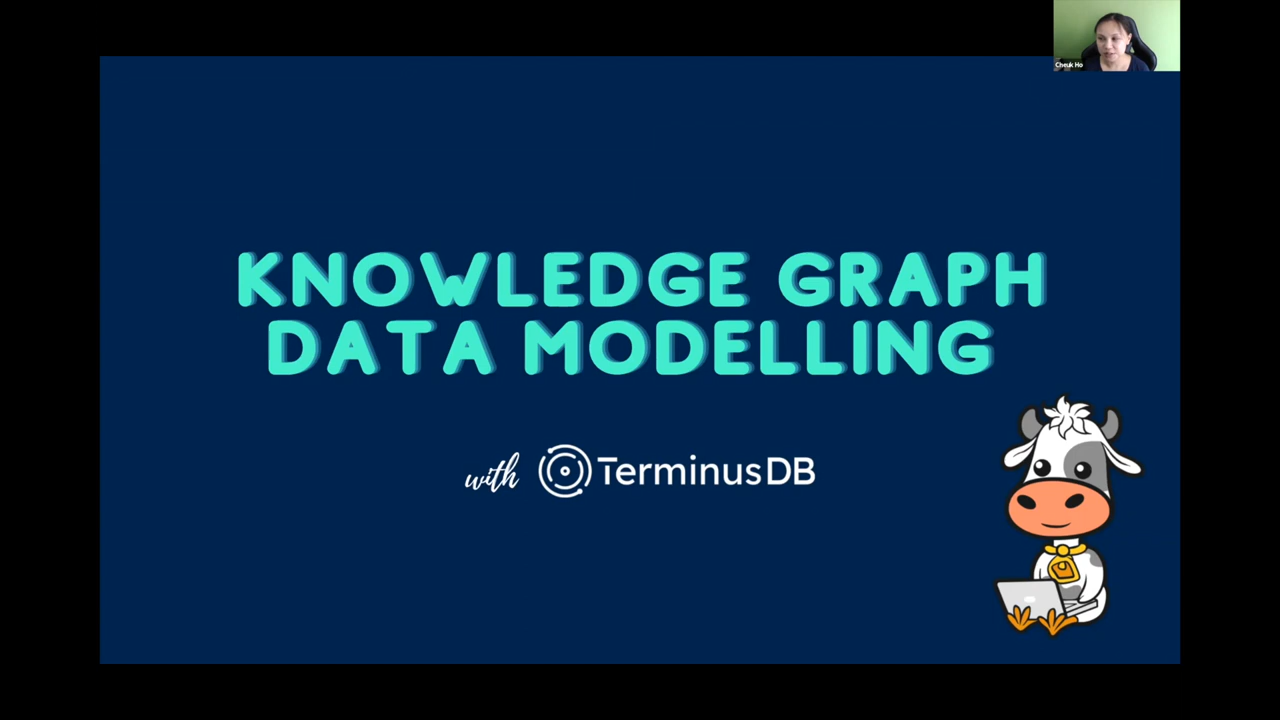 Cheuk Ho
KNOWLEDGE GRAPH
DATA MODELLING
with TerminusDB